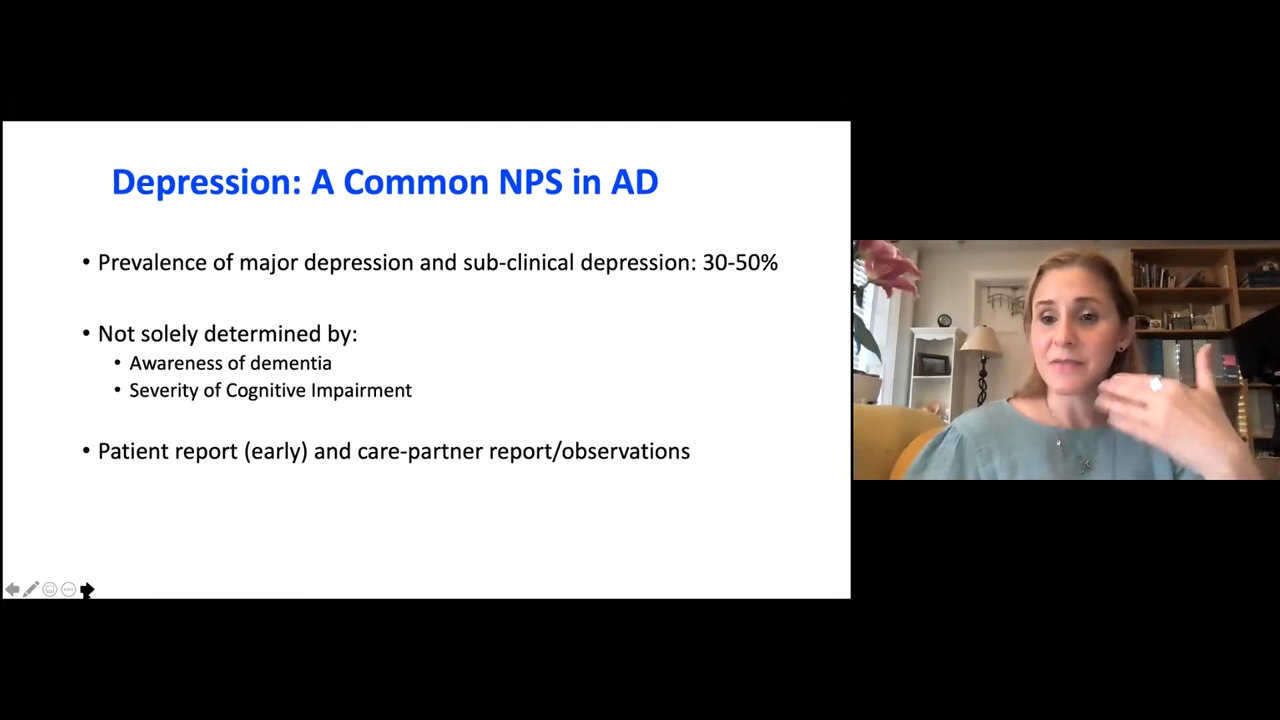 Depression: A Common NPS in AD
• Prevalence of major depression and sub-clinical depression: 30-50%
• Not solely determined by:
• Awareness of dementia
• Severity of Cognitive Impairment
• Patient report (early) and care-partner report/observations